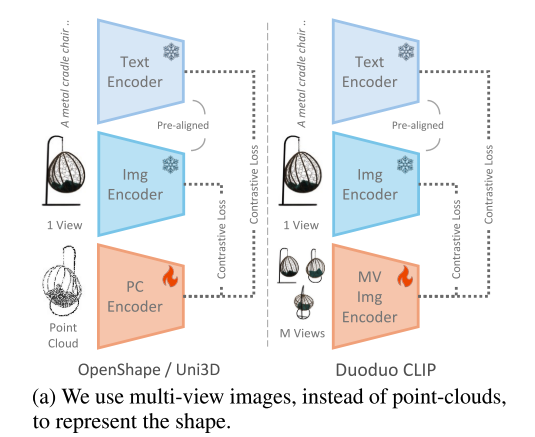 A metal cradle chair ..
Text
Encoder
Pre-aligned
Img
Encoder
1 View
Contrastive Loss
Contrastive Loss
PC
Encoder
Point
Cloud
OpenShape / Uni3D
A metal cradle chair ..
Text
Encoder
Pre-aligned
Img
Encoder
1 View
Contrastive Loss
Contrastive Loss
MV
Img
Encoder
M Views
Duoduo CLIP
(a) We use multi-view images, instead of point-clouds,
to represent the shape.